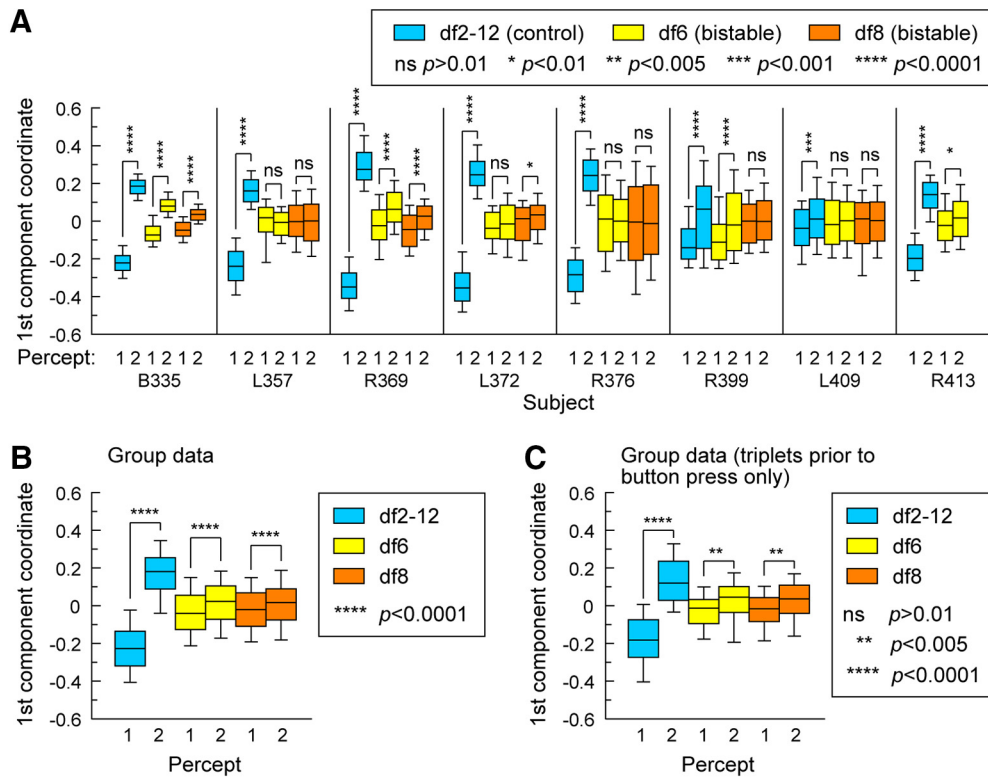 A
df2-12 (control) df6 (bistable) df8 (bistable)
ns p>0.01 * p<0.01 ** p<0.005 *** p<0.001 **** p<0.0001
1st component coordinate
0.6
0.4
0.2
0
-0.2
-0.4
-0.6
**** **** **** **** ns ns **** **** **** **** ns * **** ns ns **** **** ns *** ns ns **** *
Percept: 1 2 1 2 1 2 1 2 1 2 1 2 1 2 1 2 1 2 1 2 1 2 1 2 1 2 1 2 1 2 1 2 1 2 1 2 1 2 1 2 1 2 1 2 1 2
B335 L357 R369 L372 R376 R399 L409 R413
Subject
B
Group data
1st component coordinate
0.6
0.4
0.2
0
-0.2
-0.4
-0.6
**** **** ****
1 2 1 2 1 2
Percept
df2-12
df6
df8
**** p<0.0001
C
Group data (triplets prior to
button press only)
1st component coordinate
0.6
0.4
0.2
0
-0.2
-0.4
-0.6
**** ** **
1 2 1 2 1 2
Percept
df2-12
df6
df8
ns p>0.01
** p<0.005
**** p<0.0001